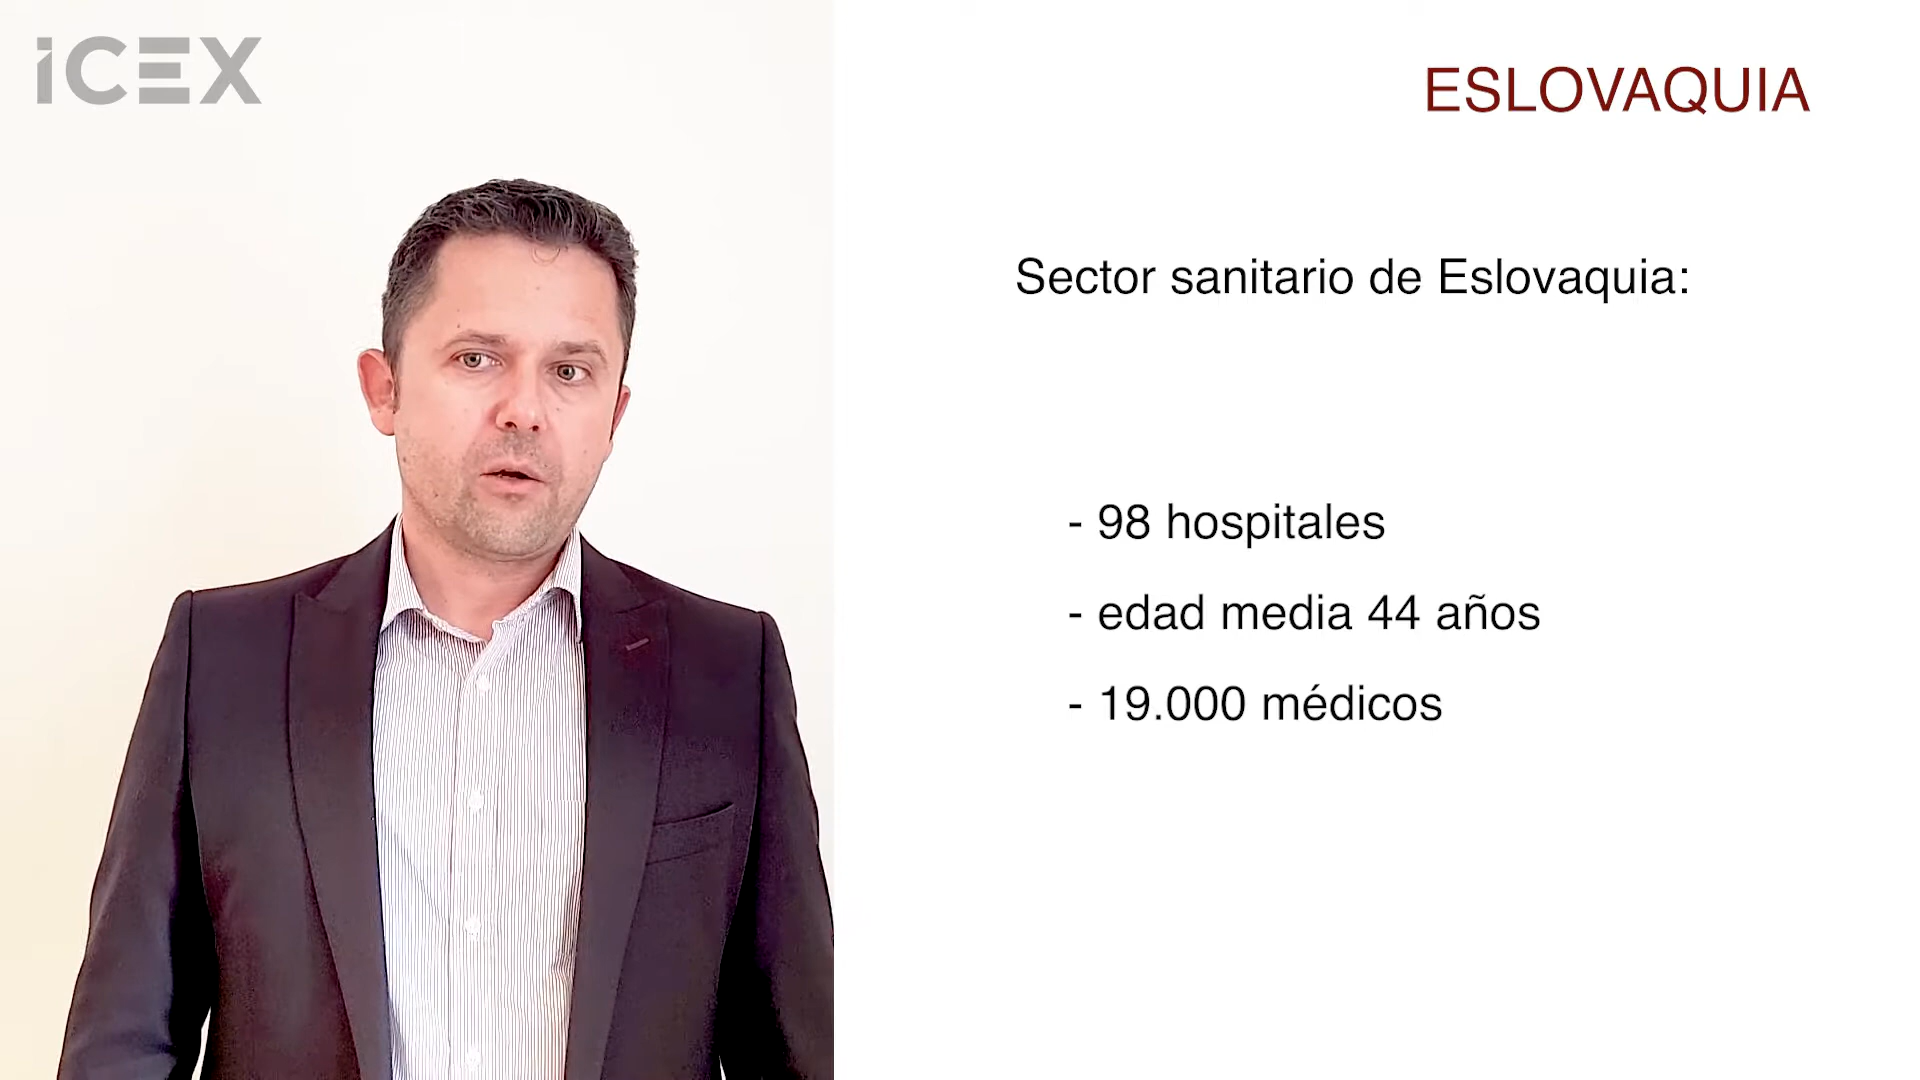 iCEX
ESLOVAQUIA
Sector sanitario de Eslovaquia:
- 98 hospitales
- edad media 44 años
- 19.000 médicos